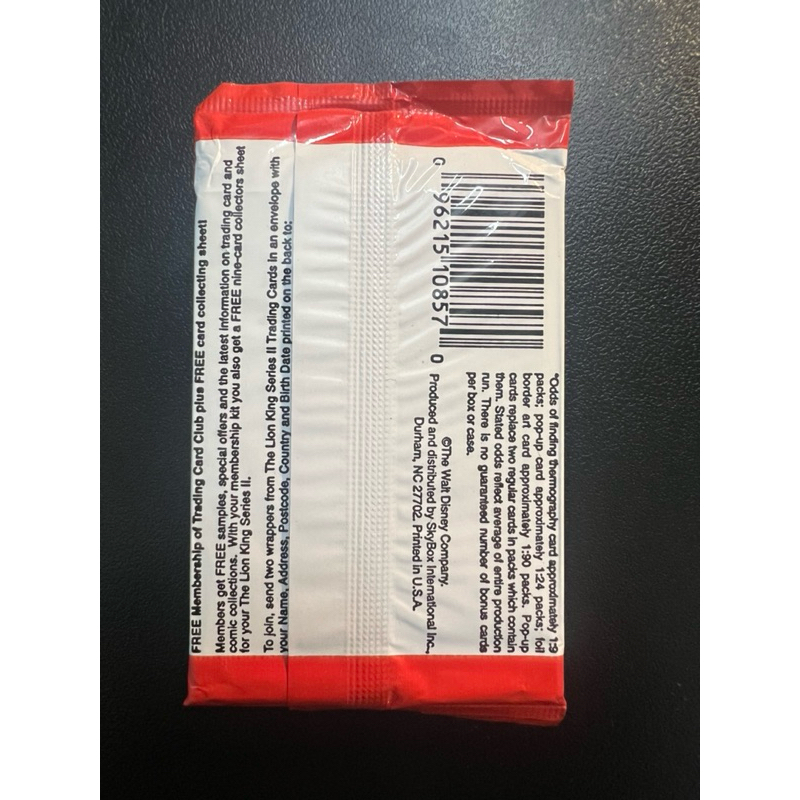 FREE Membership of Trading Card Club plus FREE card collecting sheet!
Members get FREE samples, special offers and the latest information on trading card and
comic collections. With your membership kit you also get a FREE nine-card collectors sheet
for your The Lion King Series II.
To join, send two wrappers from The Lion King Series II Trading Cards in an envelope with
your Name, Address, Postcode, Country and Birth Date printed on the back to:
G
96215 10857 0
*Odds of finding thermography card approximately 1:9
packs; pop-up card approximately 1:24 packs; foil
border art card approximately 1:90 packs. Pop-up
cards replace two regular cards in packs which contain
them. Stated odds reflect average of entire production
run. There is no guaranteed number of bonus cards
per box or case.
©The Walt Disney Company.
Produced and distributed by SkyBox International Inc.,
Durham, NC 27702. Printed in U.S.A.